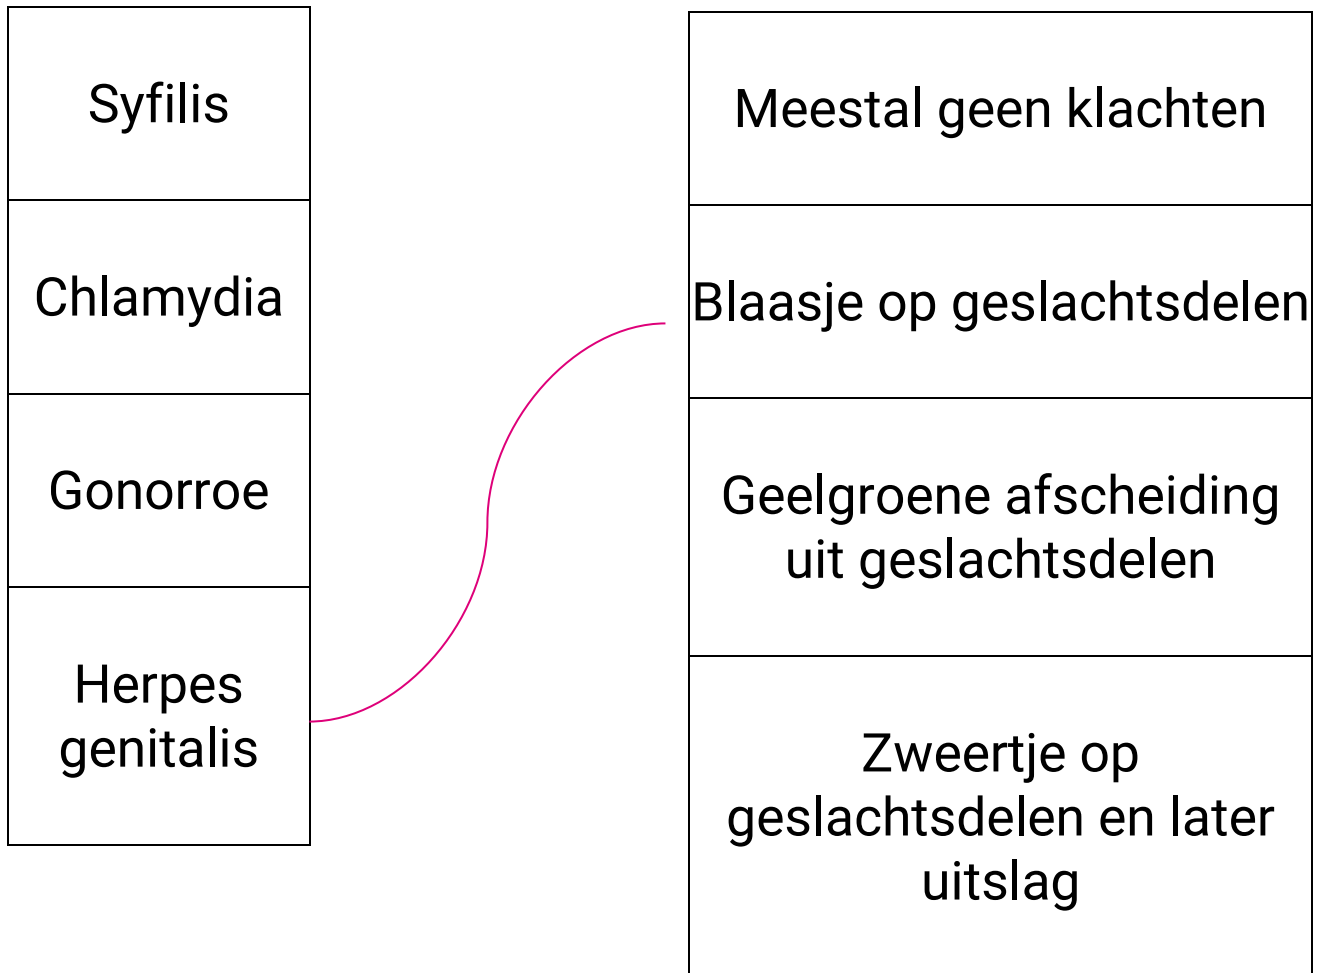 Syfilis
Chlamydia
Gonorroe
Herpes
genitalis
Meestal geen klachten
Blaasje op geslachtsdelen
Geelgroene afscheiding
uit geslachtsdelen
Zweertje op
geslachtsdelen en later
uitslag